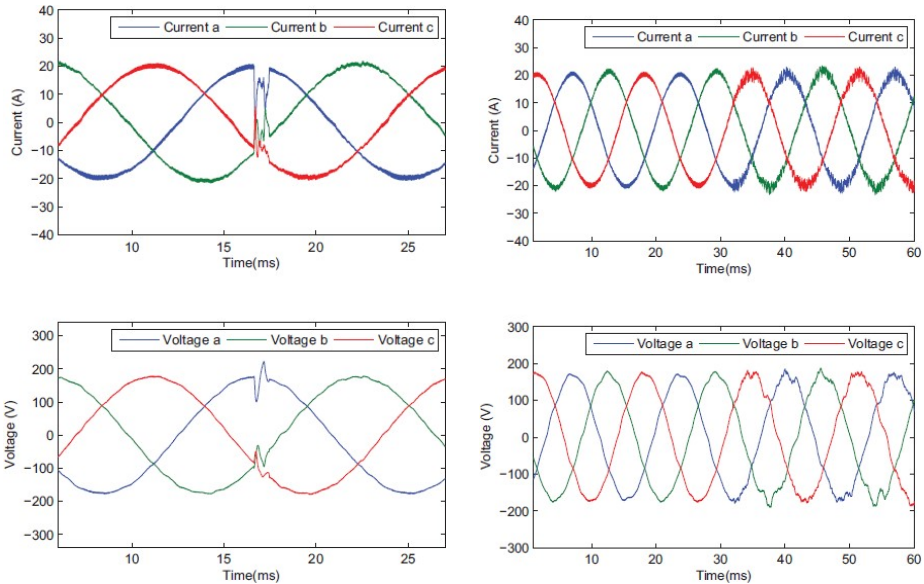 Current a Current b Current c
40
30
20
10
0
−10
−20
−30
−40
Current (A)
10 15 20 25
Time(ms)
Current a Current b Current c
40
30
20
10
0
−10
−20
−30
−40
Current (A)
10 20 30 40 50 60
Time(ms)
Voltage a Voltage b Voltage c
300
200
100
0
−100
−200
−300
Voltage (V)
10 15 20 25
Time(ms)
Voltage a Voltage b Voltage c
300
200
100
0
−100
−200
−300
Voltage (V)
10 20 30 40 50 60
Time(ms)